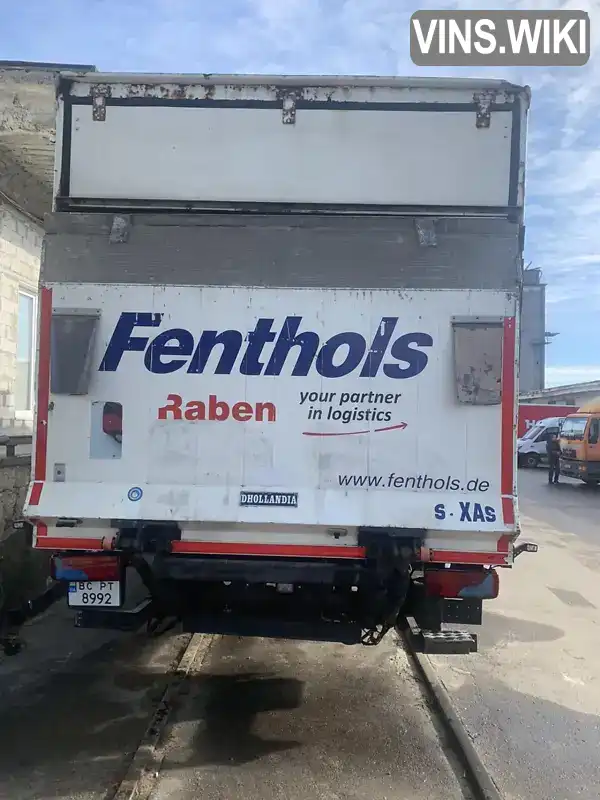 VINS.WIKI
Fenthols
Raben
your partner
in logistics
www.fenthols.de
DHOLLANDIA
S·XAS
BC PT
8992